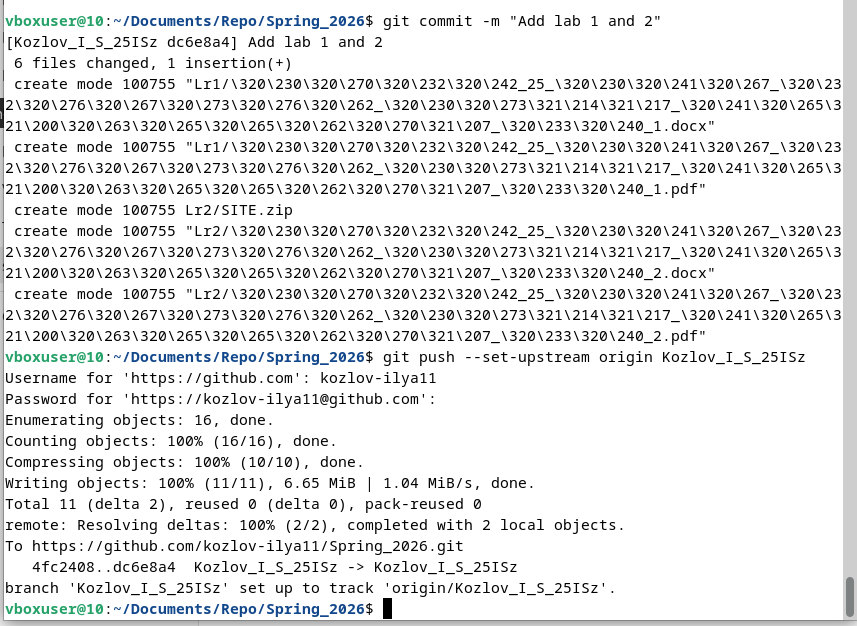 vboxuser@10:~/Documents/Repo/Spring_2026$ git commit -m "Add lab 1 and 2"
[Kozlov_I_S_25ISz dc6e8a4] Add lab 1 and 2
 6 files changed, 1 insertion(+)
 create mode 100755 "Lr1/\320\230\320\270\320\232\320\242_25_\320\230\320\241\320\267_\320\23
2\320\276\320\267\320\273\320\276\320\262_\320\230\320\273\321\214\321\217_\320\241\320\265\3
21\200\320\263\320\265\320\265\320\262\320\270\321\207_\320\233\320\240_1.docx"
 create mode 100755 "Lr1/\320\230\320\270\320\232\320\242_25_\320\230\320\241\320\267_\320\23
2\320\276\320\267\320\273\320\276\320\262_\320\230\320\273\321\214\321\217_\320\241\320\265\3
21\200\320\263\320\265\320\265\320\262\320\270\321\207_\320\233\320\240_1.pdf"
 create mode 100755 Lr2/SITE.zip
 create mode 100755 "Lr2/\320\230\320\270\320\232\320\242_25_\320\230\320\241\320\267_\320\23
2\320\276\320\267\320\273\320\276\320\262_\320\230\320\273\321\214\321\217_\320\241\320\265\3
21\200\320\263\320\265\320\265\320\262\320\270\321\207_\320\233\320\240_2.docx"
 create mode 100755 "Lr2/\320\230\320\270\320\232\320\242_25_\320\230\320\241\320\267_\320\23
2\320\276\320\267\320\273\320\276\320\262_\320\230\320\273\321\214\321\217_\320\241\320\265\3
21\200\320\263\320\265\320\265\320\262\320\270\321\207_\320\233\320\240_2.pdf"
vboxuser@10:~/Documents/Repo/Spring_2026$ git push --set-upstream origin Kozlov_I_S_25ISz
Username for 'https://github.com': kozlov-ilya11
Password for 'https://kozlov-ilya11@github.com':
Enumerating objects: 16, done.
Counting objects: 100% (16/16), done.
Compressing objects: 100% (10/10), done.
Writing objects: 100% (11/11), 6.65 MiB | 1.04 MiB/s, done.
Total 11 (delta 2), reused 0 (delta 0), pack-reused 0
remote: Resolving deltas: 100% (2/2), completed with 2 local objects.
To https://github.com/kozlov-ilya11/Spring_2026.git
   4fc2408..dc6e8a4  Kozlov_I_S_25ISz -> Kozlov_I_S_25ISz
branch 'Kozlov_I_S_25ISz' set up to track 'origin/Kozlov_I_S_25ISz'.
vboxuser@10:~/Documents/Repo/Spring_2026$